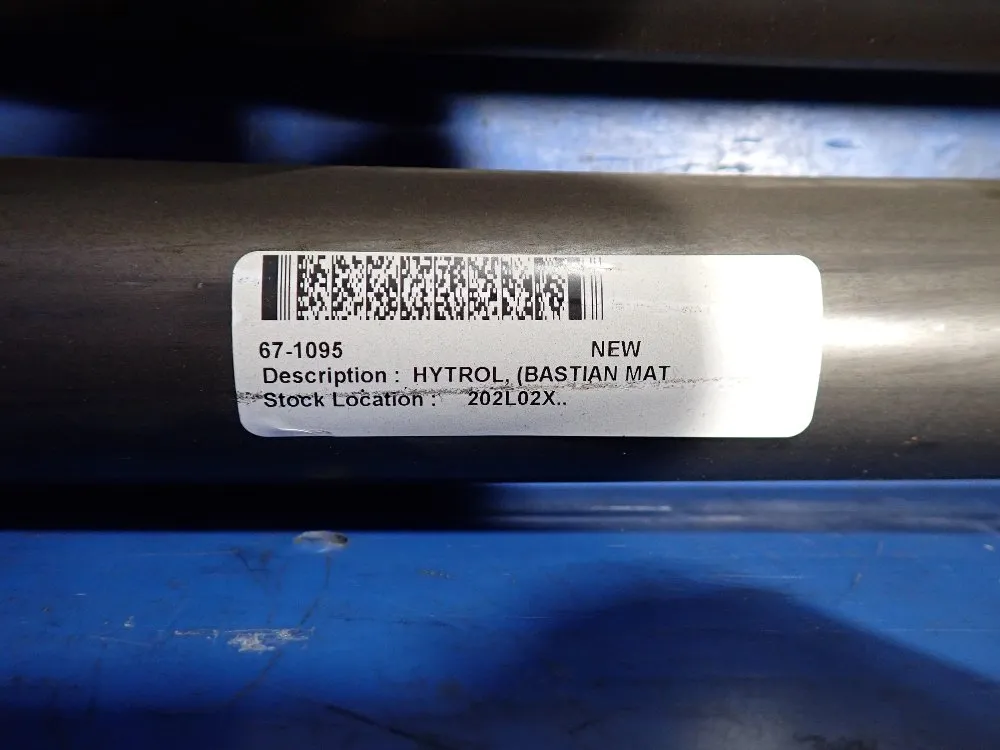 67-1095 NEW
Description : HYTROL, (BASTIAN MAT
Stock Location : 202L02X..